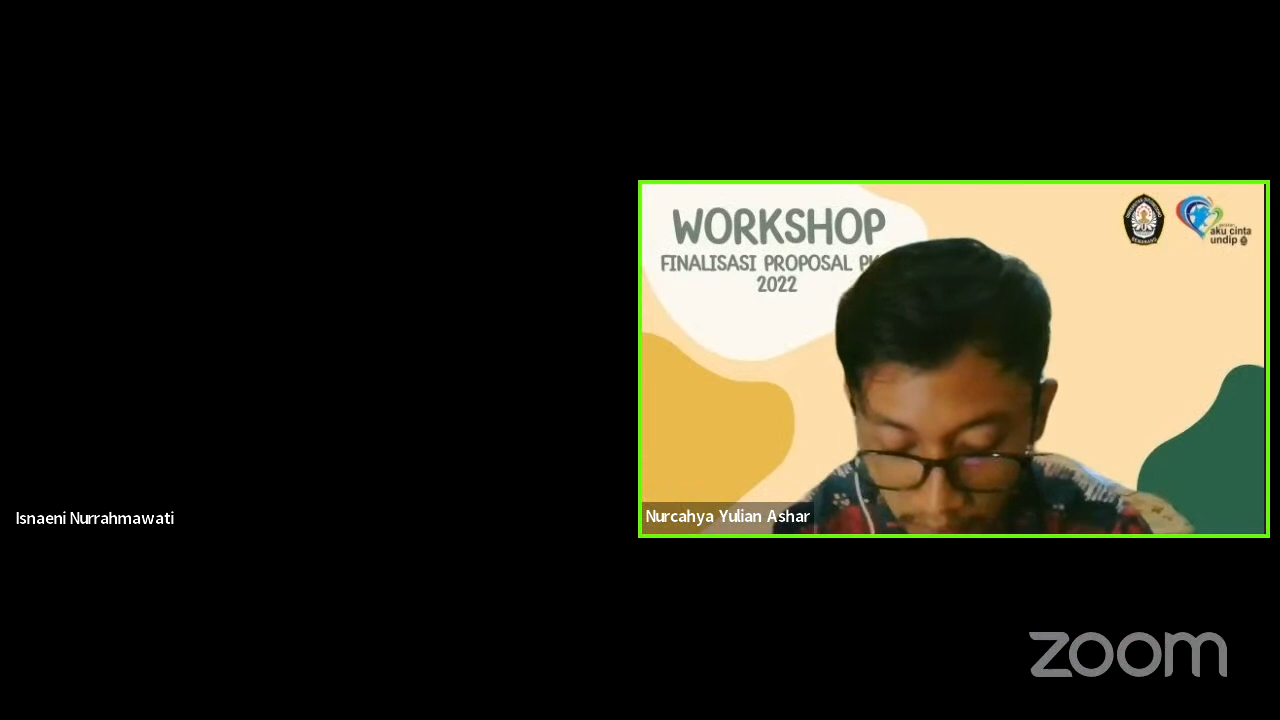 WORKSHOP
FINALISASI PROPOSAL
2022
aku cinta
undip
Isnaeni Nurrahmawati
Nurcahya Yulian Ashar
zoom